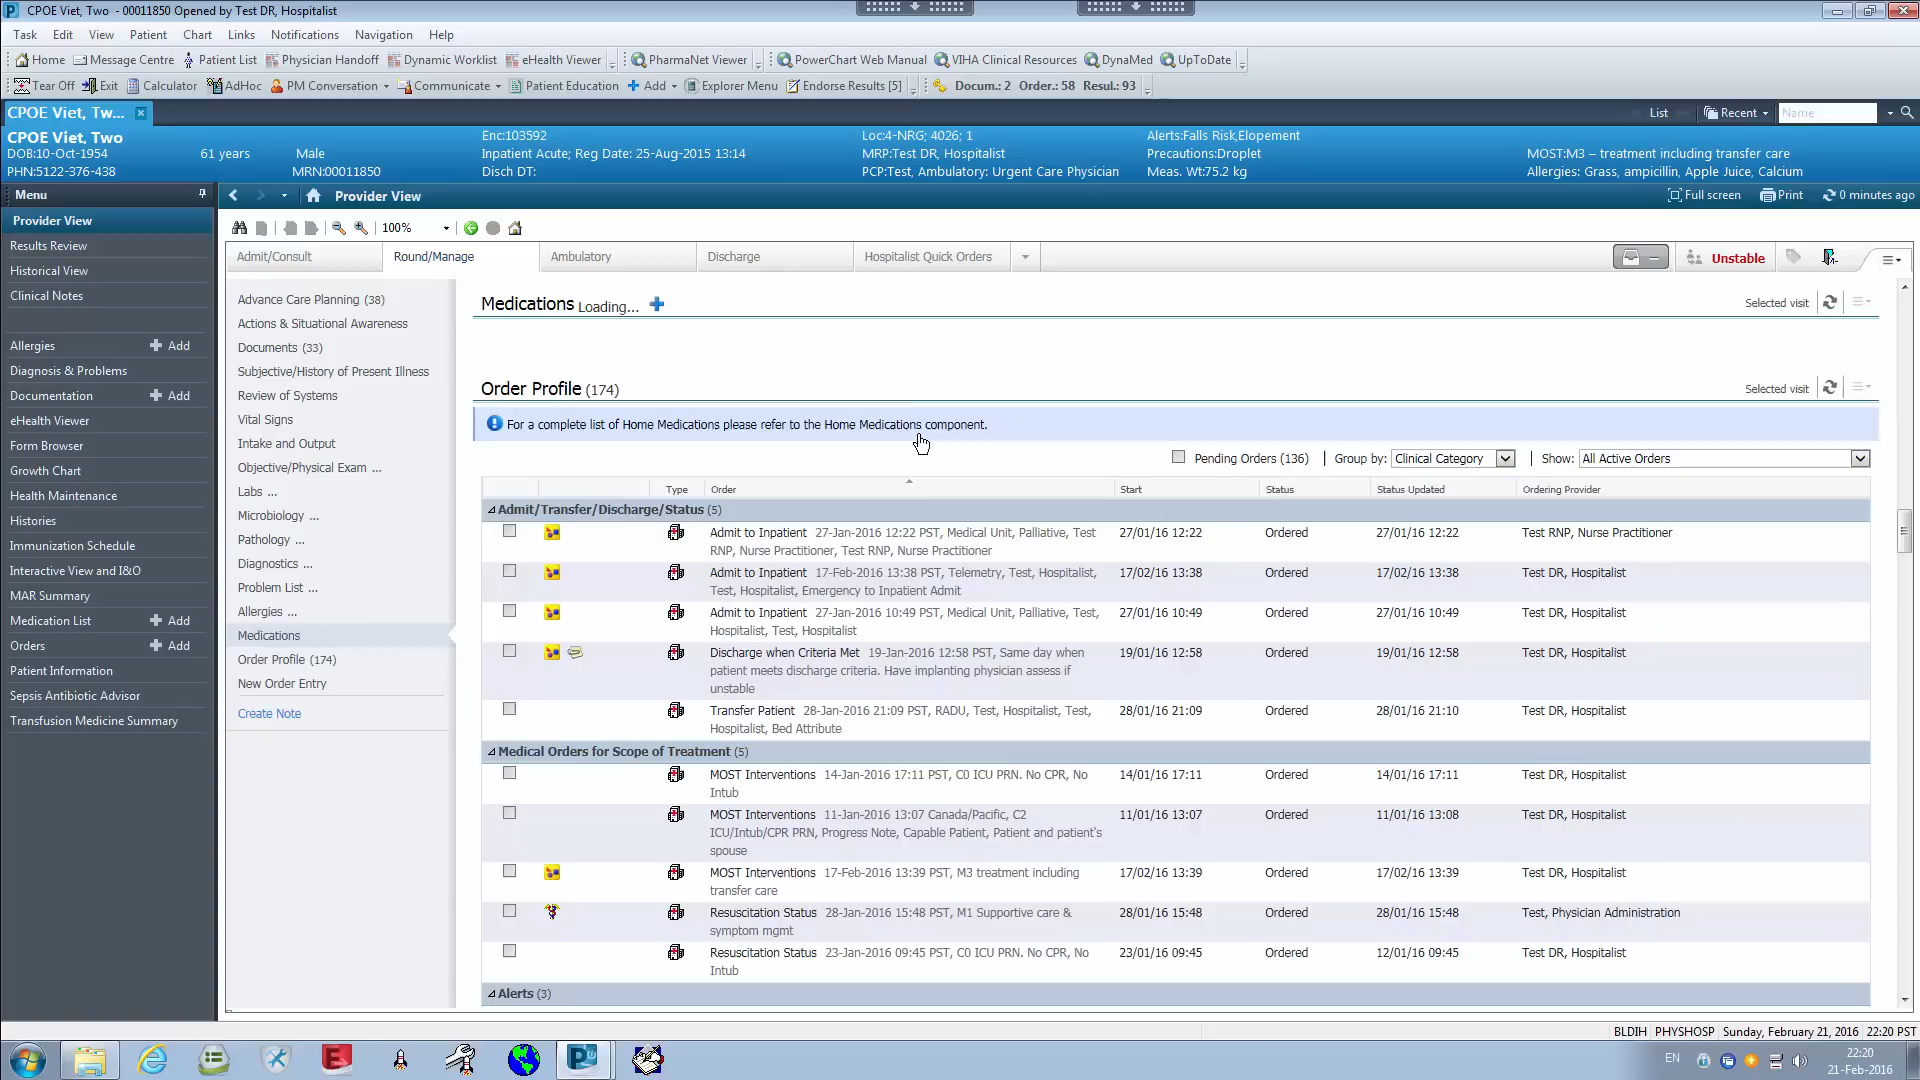 CPOE Viet, Two - 00011850 Opened by Test DR, Hospitalist
Task Edit View Patient Chart Links Notifications Navigation Help
Home Message Centre Patient List Physician Handoff Dynamic Worklist eHealth Viewer PharmaNet Viewer PowerChart Web Manual VIHA Clinical Resources DynaMed UpToDate
Tear Off Exit Calculator AdHoc PM Conversation Communicate Patient Education Add Explorer Menu Endorse Results [5] Docum.: 2 Order.: 58 Resul.: 93
CPOE Viet, Tw... List Recent Name
CPOE Viet, Two Enc:103592 Loc:4-NRG; 4026; 1 Alerts:Falls Risk,Elopement
DOB:10-Oct-1954 61 years Male Inpatient Acute; Reg Date: 25-Aug-2015 13:14 MRP:Test DR, Hospitalist Precautions:Droplet MOST:M3 – treatment including transfer care
PHN:5122-376-438 MRN:00011850 Disch DT: PCP:Test, Ambulatory: Urgent Care Physician Meas. Wt:75.2 kg Allergies: Grass, ampicillin, Apple Juice, Calcium
Menu
Provider View
Results Review
Historical View
Clinical Notes
Allergies Add
Diagnosis & Problems
Documentation Add
eHealth Viewer
Form Browser
Growth Chart
Health Maintenance
Histories
Immunization Schedule
Interactive View and I&O
MAR Summary
Medication List Add
Orders Add
Patient Information
Sepsis Antibiotic Advisor
Transfusion Medicine Summary
Provider View Full screen Print 0 minutes ago
100%
Admit/Consult Round/Manage Ambulatory Discharge Hospitalist Quick Orders Unstable
Advance Care Planning (38)
Actions & Situational Awareness
Documents (33)
Subjective/History of Present Illness
Review of Systems
Vital Signs
Intake and Output
Objective/Physical Exam ...
Labs ...
Microbiology ...
Pathology ...
Diagnostics ...
Problem List ...
Allergies ...
Medications
Order Profile (174)
New Order Entry
Create Note
Medications Loading... Selected visit
Order Profile (174) Selected visit
For a complete list of Home Medications please refer to the Home Medications component.
Pending Orders (136) Group by: Clinical Category Show: All Active Orders
Type Order Start Status Status Updated Ordering Provider
Admit/Transfer/Discharge/Status (5)
Admit to Inpatient 27-Jan-2016 12:22 PST, Medical Unit, Palliative, Test 27/01/16 12:22 Ordered 27/01/16 12:22 Test RNP, Nurse Practitioner
RNP, Nurse Practitioner, Test RNP, Nurse Practitioner
Admit to Inpatient 17-Feb-2016 13:38 PST, Telemetry, Test, Hospitalist, 17/02/16 13:38 Ordered 17/02/16 13:38 Test DR, Hospitalist
Test, Hospitalist, Emergency to Inpatient Admit
Admit to Inpatient 27-Jan-2016 10:49 PST, Medical Unit, Palliative, Test, 27/01/16 10:49 Ordered 27/01/16 10:49 Test DR, Hospitalist
Hospitalist, Test, Hospitalist
Discharge when Criteria Met 19-Jan-2016 12:58 PST, Same day when 19/01/16 12:58 Ordered 19/01/16 12:58 Test DR, Hospitalist
patient meets discharge criteria. Have implanting physician assess if
unstable
Transfer Patient 28-Jan-2016 21:09 PST, RADU, Test, Hospitalist, Test, 28/01/16 21:09 Ordered 28/01/16 21:10 Test DR, Hospitalist
Hospitalist, Bed Attribute
Medical Orders for Scope of Treatment (5)
MOST Interventions 14-Jan-2016 17:11 PST, C0 ICU PRN. No CPR, No 14/01/16 17:11 Ordered 14/01/16 17:11 Test DR, Hospitalist
Intub
MOST Interventions 11-Jan-2016 13:07 Canada/Pacific, C2 11/01/16 13:07 Ordered 11/01/16 13:08 Test DR, Hospitalist
ICU/Intub/CPR PRN, Progress Note, Capable Patient, Patient and patient's
spouse
MOST Interventions 17-Feb-2016 13:39 PST, M3 treatment including 17/02/16 13:39 Ordered 17/02/16 13:39 Test DR, Hospitalist
transfer care
Resuscitation Status 28-Jan-2016 15:48 PST, M1 Supportive care & 28/01/16 15:48 Ordered 28/01/16 15:48 Test, Physician Administration
symptom mgmt
Resuscitation Status 23-Jan-2016 09:45 PST, C0 ICU PRN. No CPR, No 23/01/16 09:45 Ordered 12/01/16 09:45 Test DR, Hospitalist
Intub
Alerts (3)
BLDIH PHYSHOSP Sunday, February 21, 2016 22:20 PST
EN 22:20
21-Feb-2016